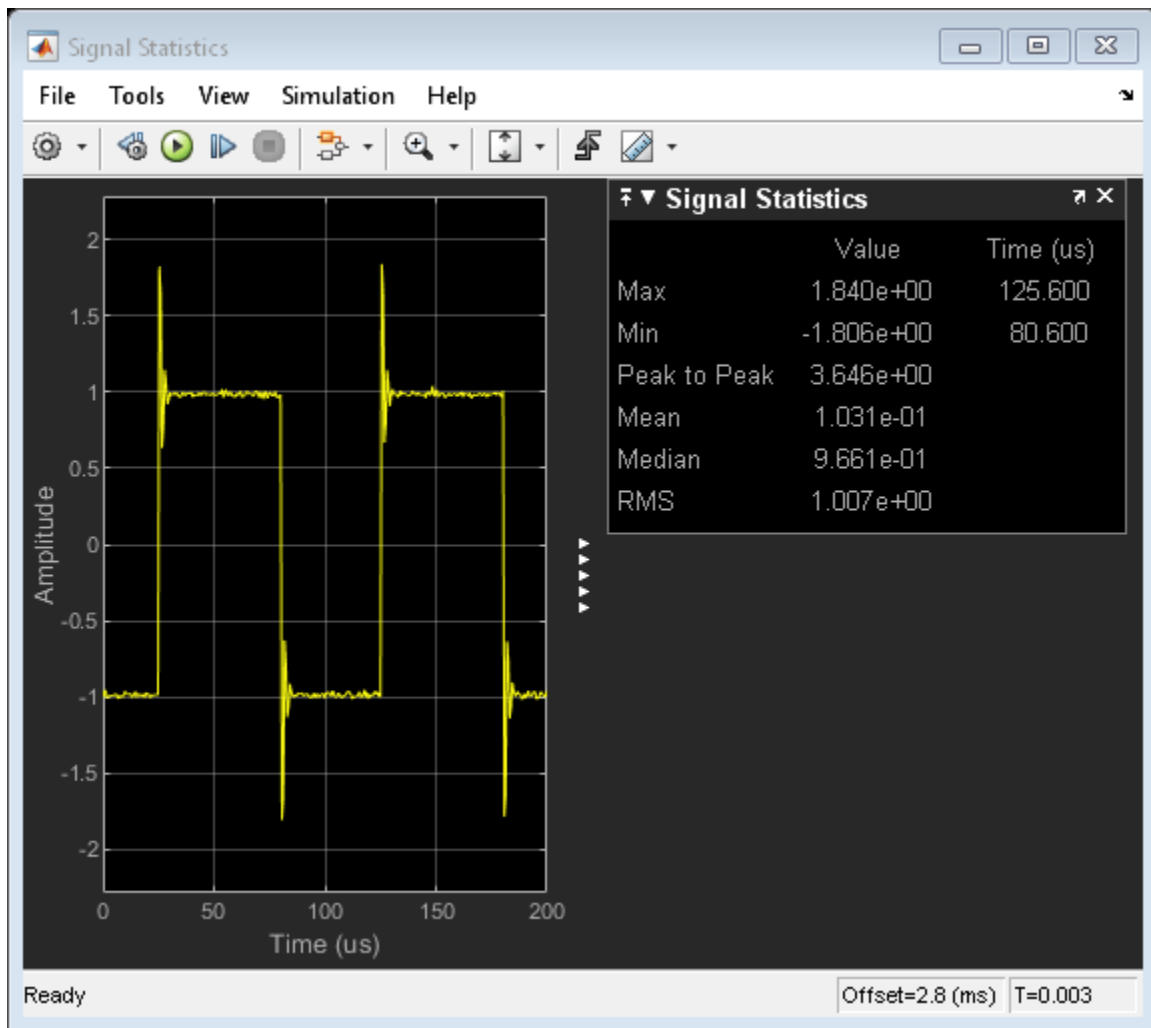 Signal Statistics
File Tools View Simulation Help
Signal Statistics
Value Time (us)
Max 1.840e+00 125.600
Min -1.806e+00 80.600
Peak to Peak 3.646e+00
Mean 1.031e-01
Median 9.661e-01
RMS 1.007e+00
2
1.5
1
0.5
0
-0.5
-1
-1.5
-2
Amplitude
0 50 100 150 200
Time (us)
Ready Offset=2.8 (ms) T=0.003